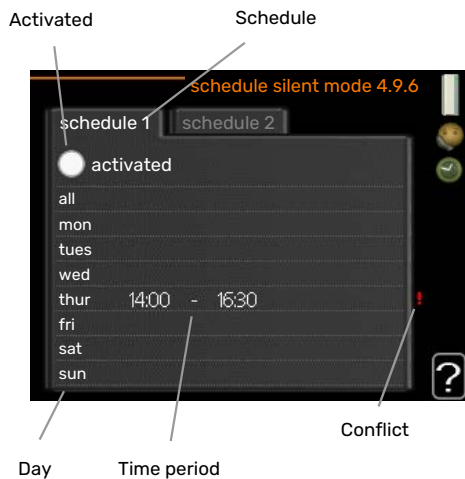 Activated
Schedule
schedule silent mode 4.9.6
schedule 1
schedule 2
activated
all
mon
tues
wed
thur 14:00 - 16:30 !
fri
sat
sun
?
Conflict
Day
Time period